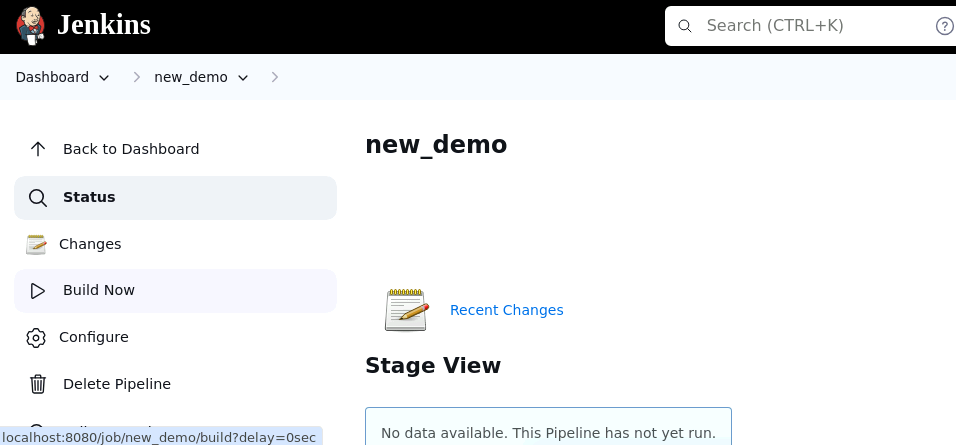 Jenkins
Search (CTRL+K)
Dashboard
new_demo
Back to Dashboard
Status
Changes
Build Now
Configure
Delete Pipeline
new_demo
Recent Changes
Stage View
No data available. This Pipeline has not yet run.
localhost:8080/job/new_demo/build?delay=0sec